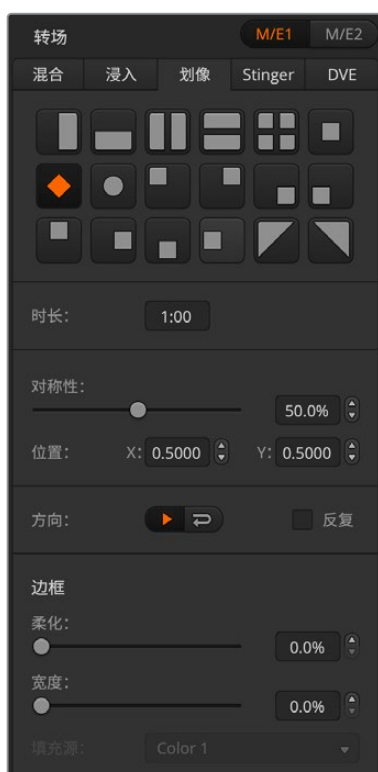 转场 M/E1 M/E2
混合 浸入 划像 Stinger DVE
时长： 1:00
对称性：
50.0%
位置： X: 0.5000 Y: 0.5000
方向： 反复
边框
柔化：
0.0%
宽度：
0.0%
填充源： Color 1